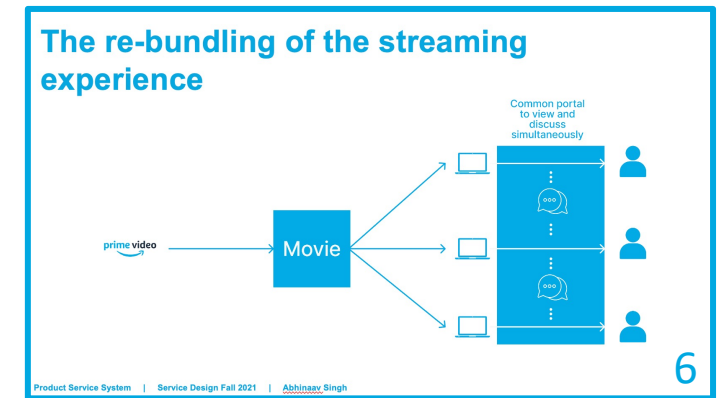 The re-bundling of the streaming
experience
Common portal
to view and
discuss
simultaneously
prime video
Movie
6
Product Service System | Service Design Fall 2021 | Abhinaav Singh